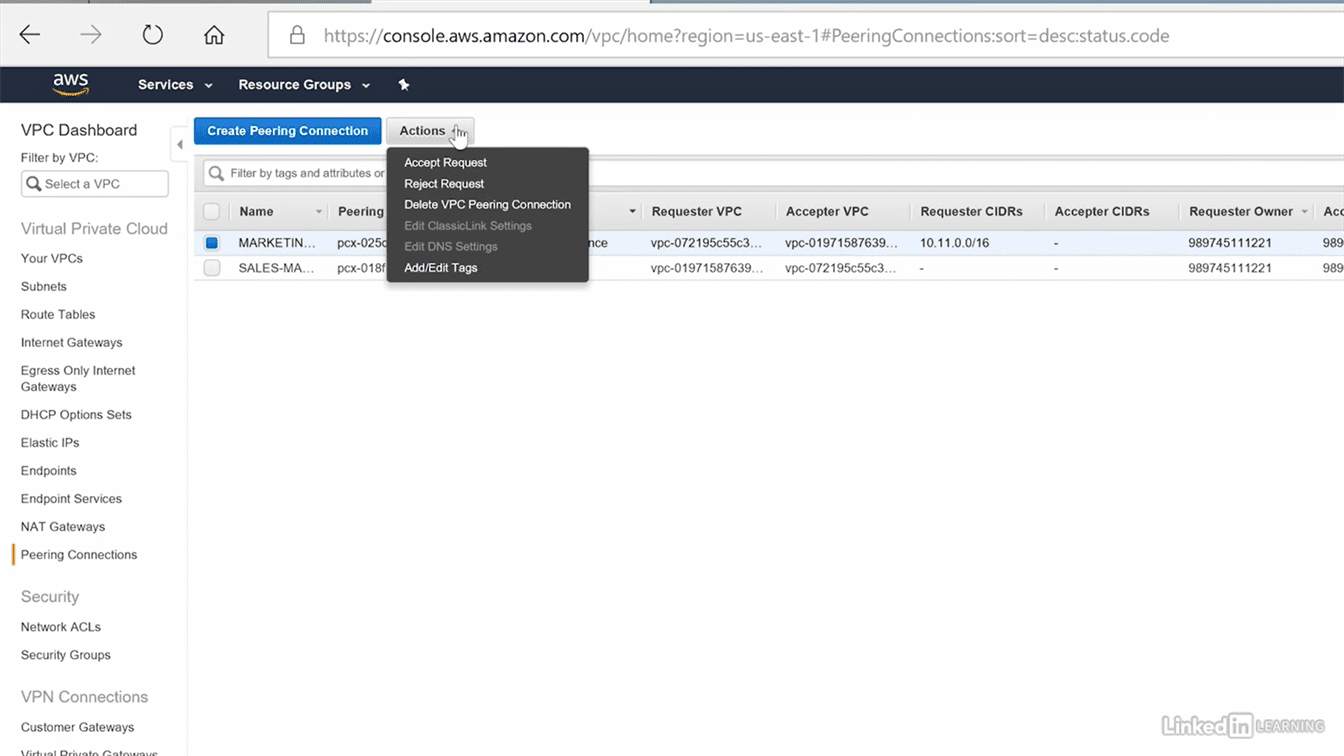 https://console.aws.amazon.com/vpc/home?region=us-east-1#PeeringConnections:sort=desc:status.code
aws Services Resource Groups
VPC Dashboard
Filter by VPC:
Select a VPC
Virtual Private Cloud
Your VPCs
Subnets
Route Tables
Internet Gateways
Egress Only Internet
Gateways
DHCP Options Sets
Elastic IPs
Endpoints
Endpoint Services
NAT Gateways
Peering Connections
Security
Network ACLs
Security Groups
VPN Connections
Customer Gateways
Virtual Private Gateways
Create Peering Connection Actions
Accept Request
Reject Request
Delete VPC Peering Connection
Edit ClassicLink Settings
Edit DNS Settings
Add/Edit Tags
Filter by tags and attributes or
Name Peering Requester VPC Accepter VPC Requester CIDRs Accepter CIDRs Requester Owner Acc
MARKETIN... pcx-025c nce vpc-072195c55c3... vpc-01971587639... 10.11.0.0/16 - 989745111221 989
SALES-MA... pcx-018f vpc-01971587639... vpc-072195c55c3... - - 989745111221 989
LinkedIn LEARNING